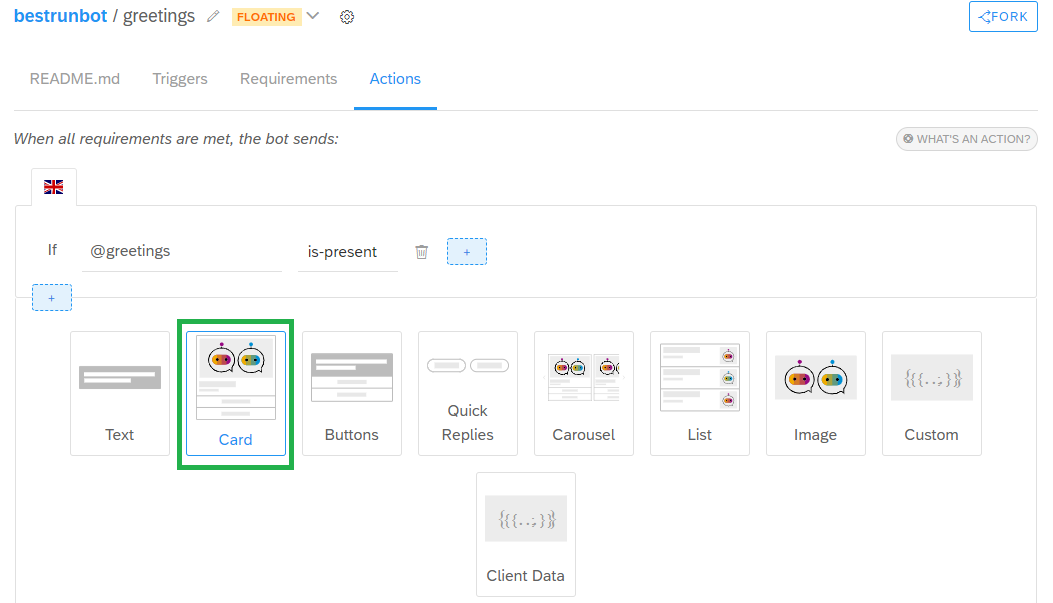 bestrunbot / greetings FLOATING FORK
README.md Triggers Requirements Actions
When all requirements are met, the bot sends: WHAT'S AN ACTION?
If @greetings is-present +
+
Text Card Buttons Quick Replies Carousel List Image Custom
{{{..;}}}
{{{..;}}}
Client Data